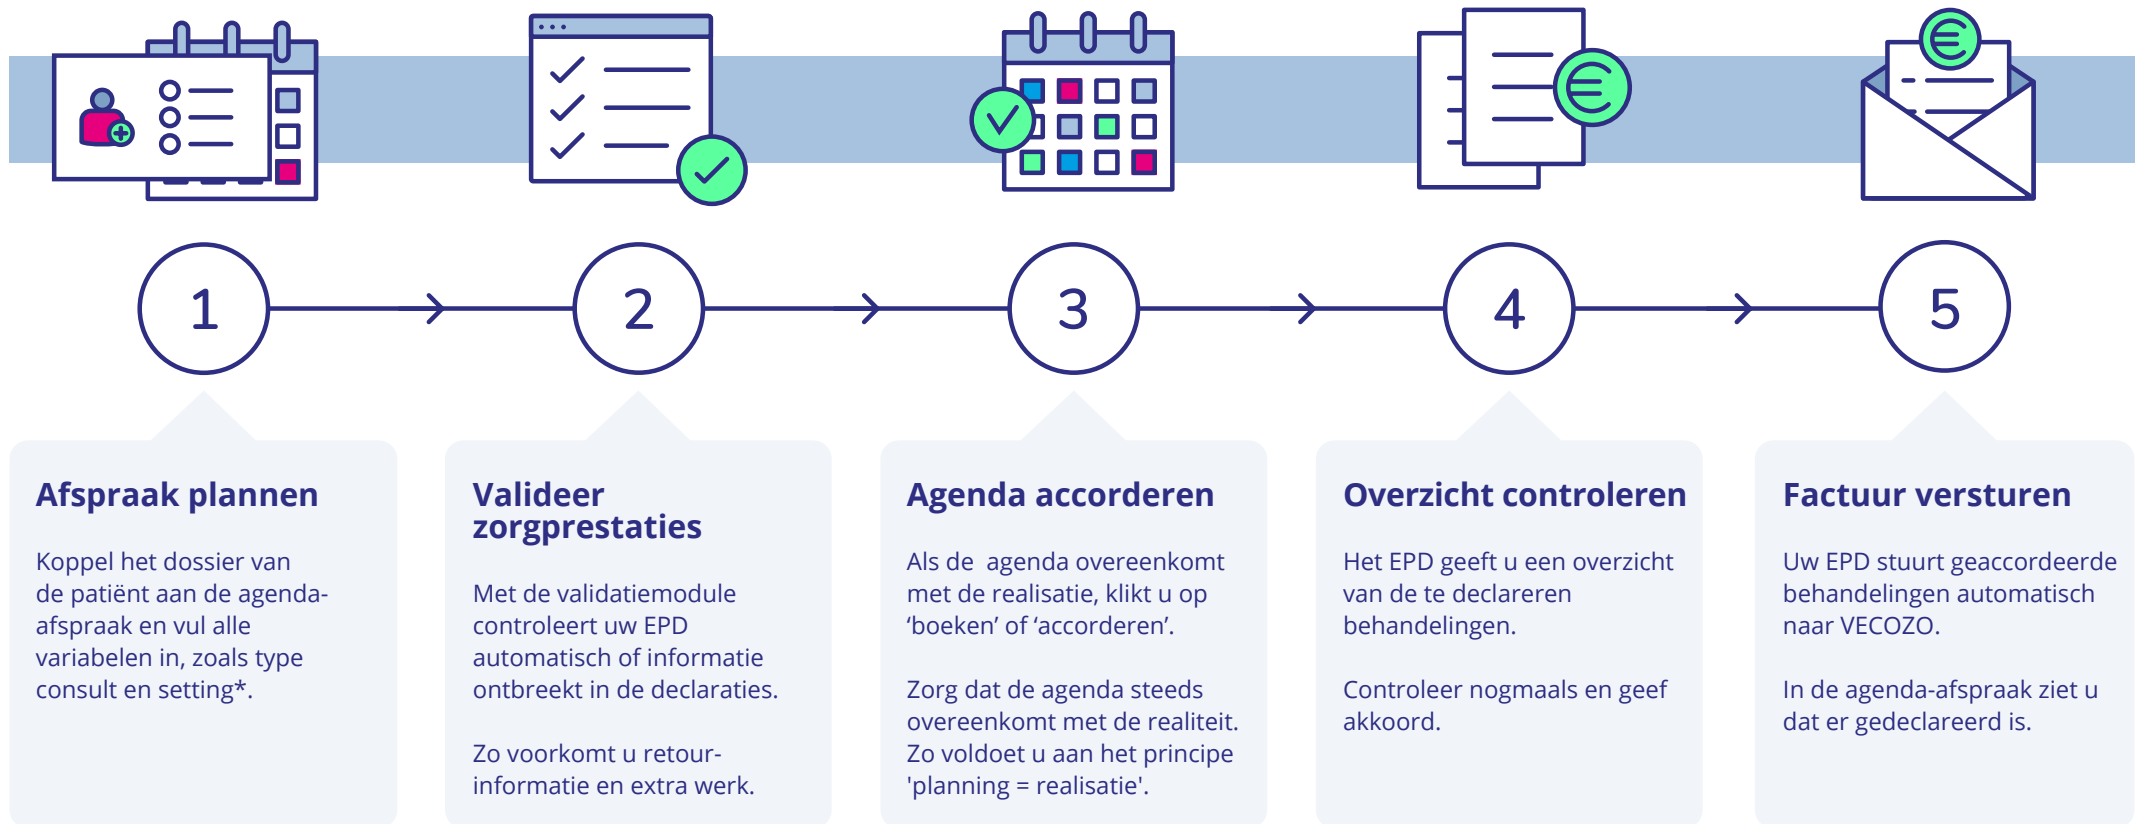 1
2
3
4
5
Afspraak plannen
Koppel het dossier van
de patiënt aan de agenda-
afspraak en vul alle
variabelen in, zoals type
consult en setting*.
Valideer
zorgprestaties
Met de validatiemodule
controleert uw EPD
automatisch of informatie
ontbreekt in de declaraties.
Zo voorkomt u retour-
informatie en extra werk.
Agenda accorderen
Als de  agenda overeenkomt
met de realisatie, klikt u op
‘boeken’ of ‘accorderen’.
Zorg dat de agenda steeds
overeenkomt met de realiteit.
Zo voldoet u aan het principe
'planning = realisatie'.
Overzicht controleren
Het EPD geeft u een overzicht
van de te declareren
behandelingen.
Controleer nogmaals en geef
akkoord.
Factuur versturen
Uw EPD stuurt geaccordeerde
behandelingen automatisch
naar VECOZO.
In de agenda-afspraak ziet u
dat er gedeclareerd is.